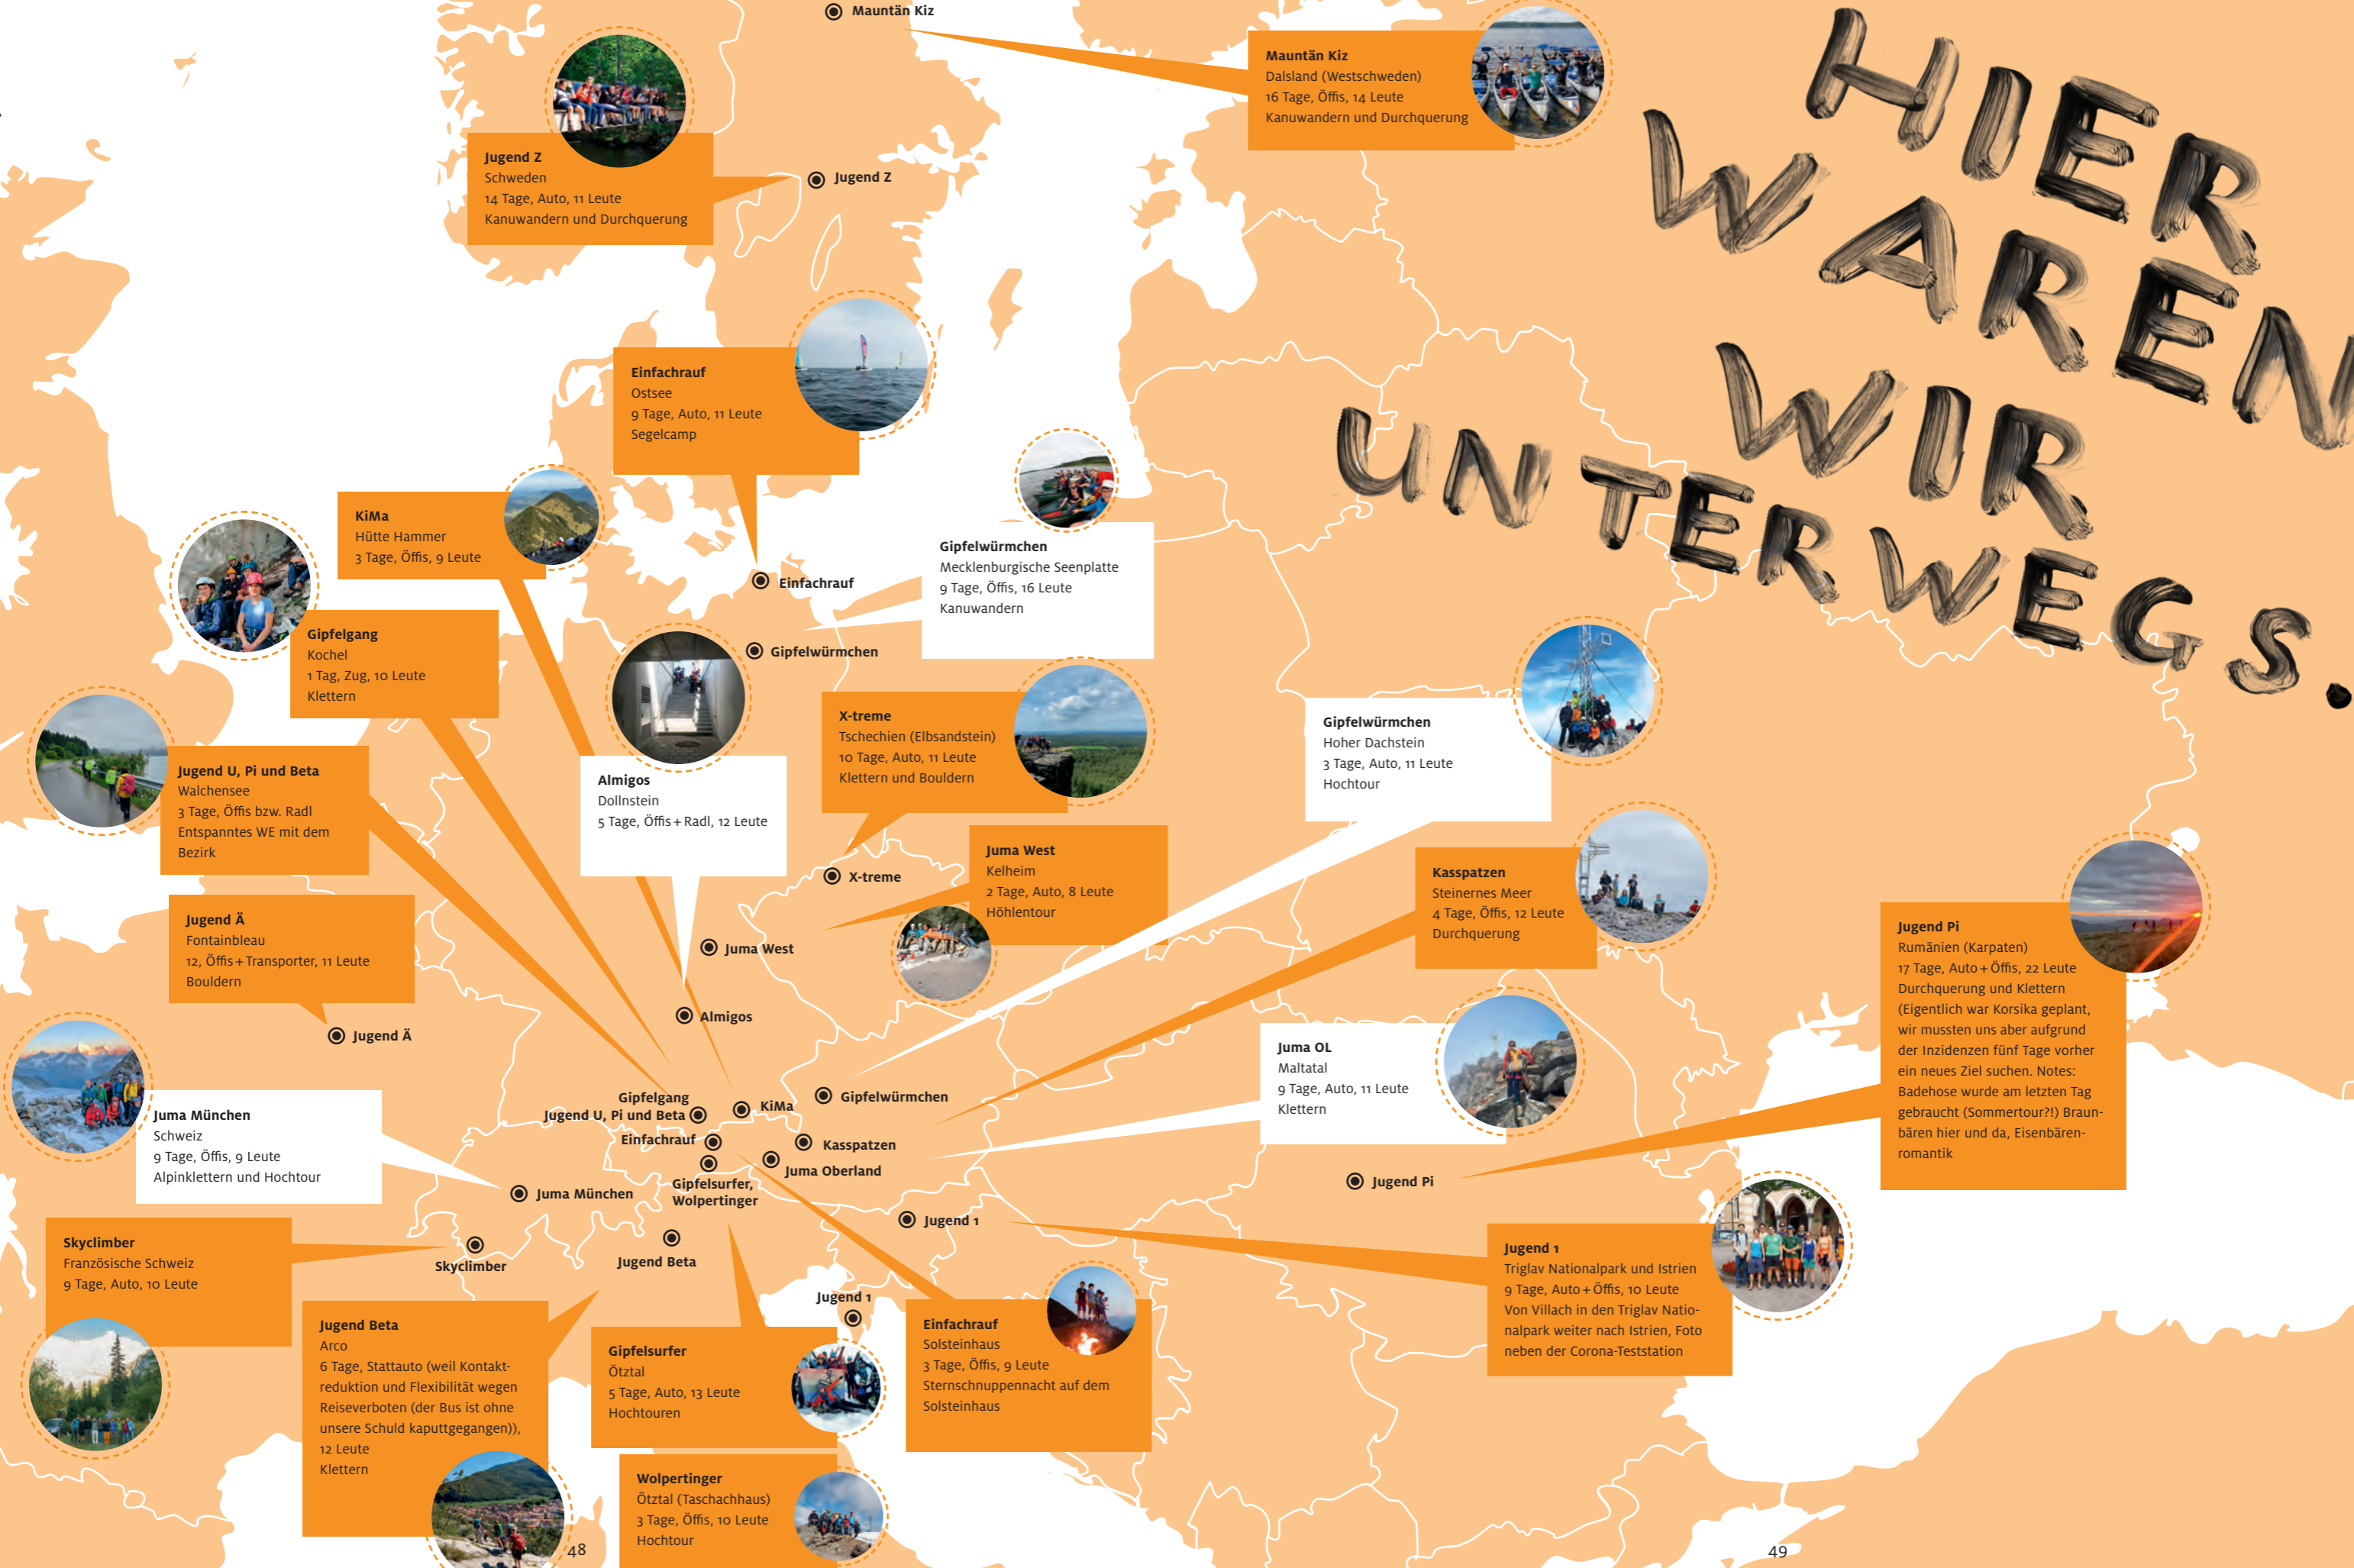 HIER
WAREN
WIR
UNTERWEGS.
Mauntän Kiz
Mauntän Kiz
Dalsland (Westschweden)
16 Tage, Öffis, 14 Leute
Kanuwandern und Durchquerung
Jugend Z
Schweden
14 Tage, Auto, 11 Leute
Kanuwandern und Durchquerung
Jugend Z
Einfachrauf
Ostsee
9 Tage, Auto, 11 Leute
Segelcamp
KiMa
Hütte Hammer
3 Tage, Öffis, 9 Leute
Gipfelwürmchen
Mecklenburgische Seenplatte
9 Tage, Öffis, 16 Leute
Kanuwandern
Einfachrauf
Gipfelgang
Kochel
1 Tag, Zug, 10 Leute
Klettern
Gipfelwürmchen
X-treme
Tschechien (Elbsandstein)
10 Tage, Auto, 11 Leute
Klettern und Bouldern
Gipfelwürmchen
Hoher Dachstein
3 Tage, Auto, 11 Leute
Hochtour
Jugend U, Pi und Beta
Walchensee
3 Tage, Öffis bzw. Radl
Entspanntes WE mit dem
Bezirk
Almigos
Dollnstein
5 Tage, Öffis + Radl, 12 Leute
Juma West
Kelheim
2 Tage, Auto, 8 Leute
Höhlentour
X-treme
Kasspatzen
Steinernes Meer
4 Tage, Öffis, 12 Leute
Durchquerung
Jugend Ä
Fontainbleau
12, Öffis + Transporter, 11 Leute
Bouldern
Jugend Pi
Rumänien (Karpaten)
17 Tage, Auto + Öffis, 22 Leute
Durchquerung und Klettern
(Eigentlich war Korsika geplant,
wir mussten uns aber aufgrund
der Inzidenzen fünf Tage vorher
ein neues Ziel suchen. Notes:
Badehose wurde am letzten Tag
gebraucht (Sommertour?!) Braun-
bären hier und da, Eisenbären-
romantik
Juma West
Almigos
Jugend Ä
Juma OL
Maltatal
9 Tage, Auto, 11 Leute
Klettern
Gipfelgang
Jugend U, Pi und Beta
KiMa
Gipfelwürmchen
Einfachrauf
Kasspatzen
Juma Oberland
Juma München
Schweiz
9 Tage, Öffis, 9 Leute
Alpinklettern und Hochtour
Juma München
Gipfelsurfer,
Wolpertinger
Jugend Pi
Jugend 1
Skyclimber
Französische Schweiz
9 Tage, Auto, 10 Leute
Skyclimber
Jugend Beta
Jugend 1
Jugend 1
Triglav Nationalpark und Istrien
9 Tage, Auto + Öffis, 10 Leute
Von Villach in den Triglav Natio-
nalpark weiter nach Istrien, Foto
neben der Corona-Teststation
Jugend Beta
Arco
6 Tage, Stattauto (weil Kontakt-
reduktion und Flexibilität wegen
Reiseverboten (der Bus ist ohne
unsere Schuld kaputtgegangen)),
12 Leute
Klettern
Gipfelsurfer
Ötztal
5 Tage, Auto, 13 Leute
Hochtouren
Einfachrauf
Solsteinhaus
3 Tage, Öffis, 9 Leute
Sternschnuppennacht auf dem
Solsteinhaus
Wolpertinger
Ötztal (Taschachhaus)
3 Tage, Öffis, 10 Leute
Hochtour
48
49